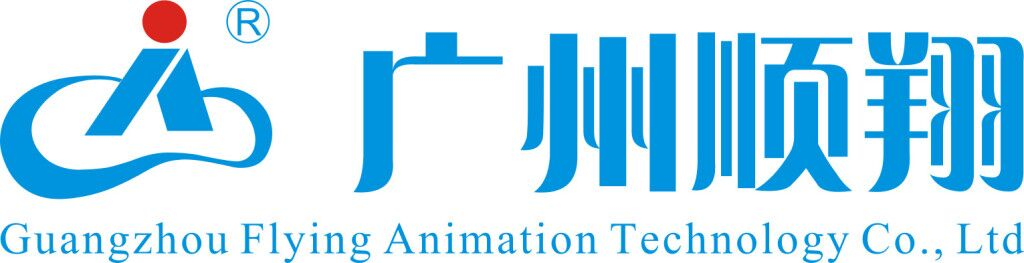 ®
广州顺翔
Guangzhou Flying Animation Technology Co., Ltd